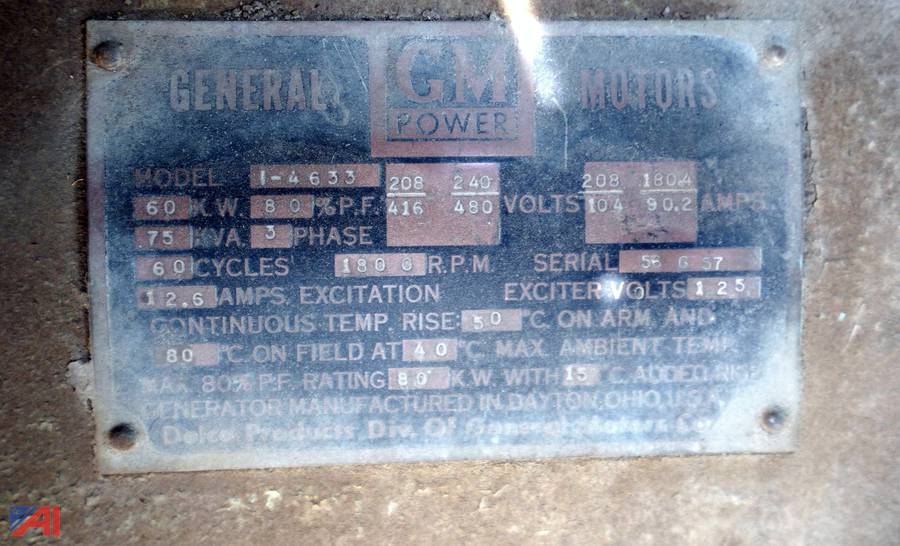 GENERAL GM MOTORS
POWER
MODEL I-4633 208 240 208 180.4
60 K.W. 80 % P.F. 416 480 VOLTS 104 90.2 AMPS.
75 KVA. 3 PHASE
60 CYCLES 1800 R.P.M. SERIAL 56 G 57
12.6 AMPS. EXCITATION EXCITER VOLTS 125.
CONTINUOUS TEMP. RISE: 50 °C. ON ARM. AND
80 °C. ON FIELD AT 40 °C. MAX. AMBIENT TEMP.
MAX. 80% P.F. RATING 80 K.W. WITH 15 °C. ADDED RISE
GENERATOR MANUFACTURED IN DAYTON, OHIO, U.S.A.
Delco Products Div. Of General Motors
AI